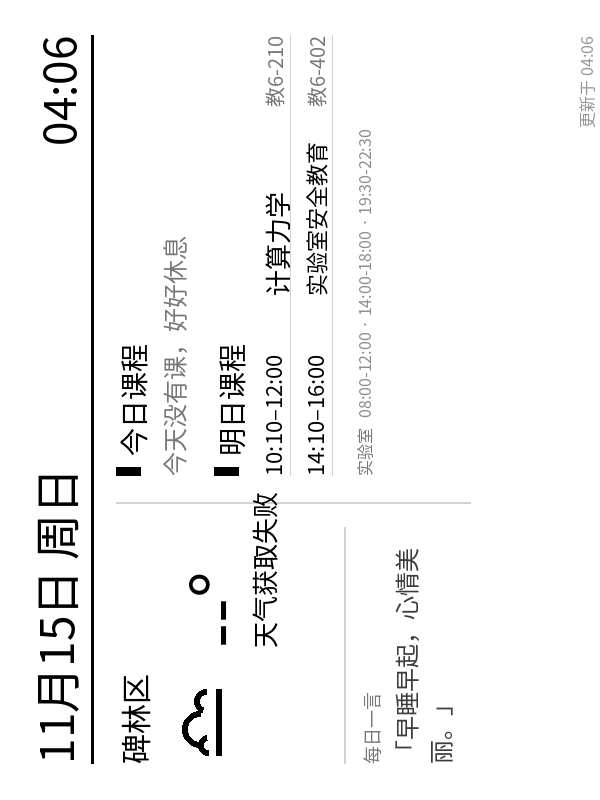 11月15日 周日 04:06
碑林区
--°
天气获取失败
每日一言
「早睡早起，心情美
丽。」
今日课程
今天没有课，好好休息
明日课程
10:10–12:00 计算力学 教6-210
14:10–16:00 实验室安全教育 教6-402
实验室 08:00-12:00 · 14:00-18:00 · 19:30-22:30
更新于 04:06